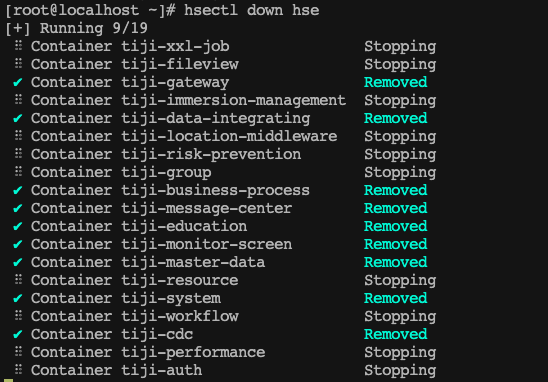 [root@localhost ~]# hsectl down hse
[+] Running 9/19
⠿ Container tiji-xxl-job Stopping
⠿ Container tiji-fileview Stopping
✔ Container tiji-gateway Removed
⠿ Container tiji-immersion-management Stopping
✔ Container tiji-data-integrating Removed
⠿ Container tiji-location-middleware Stopping
⠿ Container tiji-risk-prevention Stopping
⠿ Container tiji-group Stopping
✔ Container tiji-business-process Removed
✔ Container tiji-message-center Removed
✔ Container tiji-education Removed
✔ Container tiji-monitor-screen Removed
✔ Container tiji-master-data Removed
⠿ Container tiji-resource Stopping
✔ Container tiji-system Removed
⠿ Container tiji-workflow Stopping
✔ Container tiji-cdc Removed
⠿ Container tiji-performance Stopping
⠿ Container tiji-auth Stopping